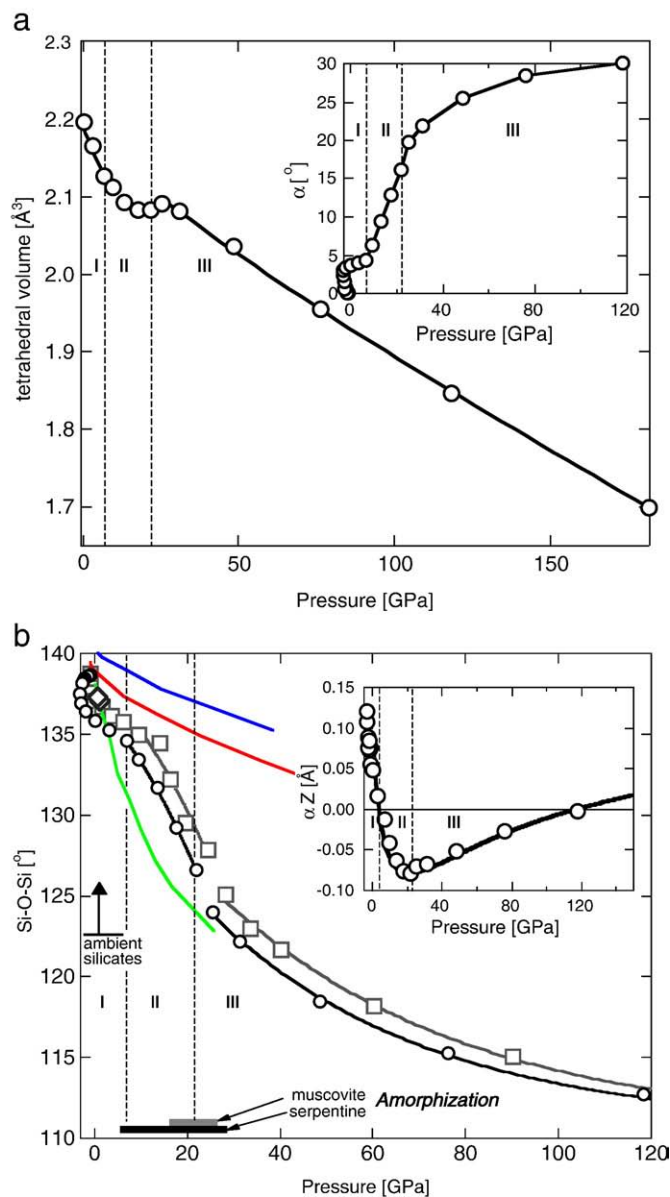 a
2.3
2.2
2.1
2.0
1.9
1.8
1.7
tetrahedral volume [Å³]
I II III
0 50 100 150
Pressure [GPa]
30
25
20
15
10
5
0
α [°]
I II III
0 40 80 120
Pressure [GPa]
b
140
135
130
125
120
115
110
Si-O-Si [°]
ambient
silicates
I II III
muscovite
serpentine
Amorphization
0 20 40 60 80 100 120
Pressure [GPa]
0.15
0.10
0.05
0.00
-0.05
-0.10
α Z [Å]
I II III
0 40 80 120
Pressure [GPa]